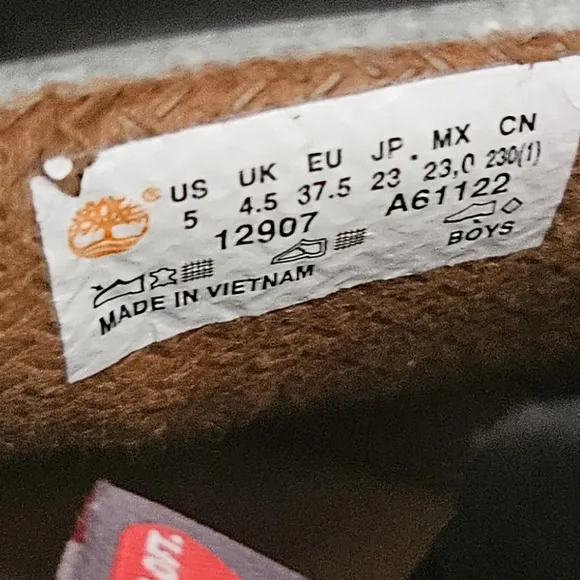 US UK EU JP. MX CN
5 4.5 37.5 23 23,0 230(1)
12907 A61122
BOYS
MADE IN VIETNAM